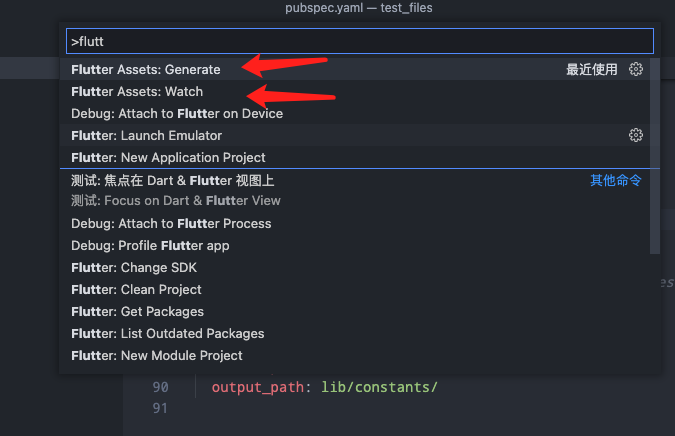 pubspec.yaml — test_files
>flutt
Flutter Assets: Generate 最近使用
Flutter Assets: Watch
Debug: Attach to Flutter on Device
Flutter: Launch Emulator
Flutter: New Application Project
测试: 焦点在 Dart & Flutter 视图上 其他命令
测试: Focus on Dart & Flutter View
Debug: Attach to Flutter Process
Debug: Profile Flutter app
Flutter: Change SDK
Flutter: Clean Project
Flutter: Get Packages
es
Flutter: List Outdated Packages
Flutter: New Module Project
90 output_path: lib/constants/
91